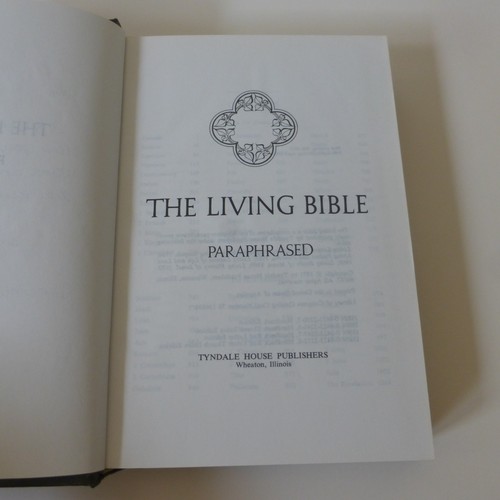 THE LIVING BIBLE
PARAPHRASED
TYNDALE HOUSE PUBLISHERS
Wheaton, Illinois